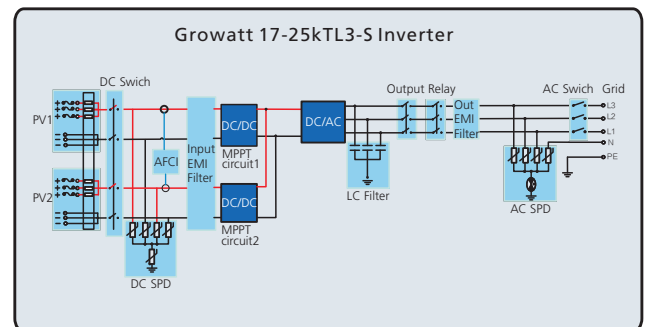 Growatt 17-25kTL3-S Inverter
DC Swich
Output Relay
AC Swich
Grid
PV1
AFCI
Input
EMI
Filter
DC/DC
MPPT
circuit1
DC/AC
Out
EMI
Filter
L3
L2
L1
N
PE
PV2
DC/DC
MPPT
circuit2
LC Filter
AC SPD
DC SPD